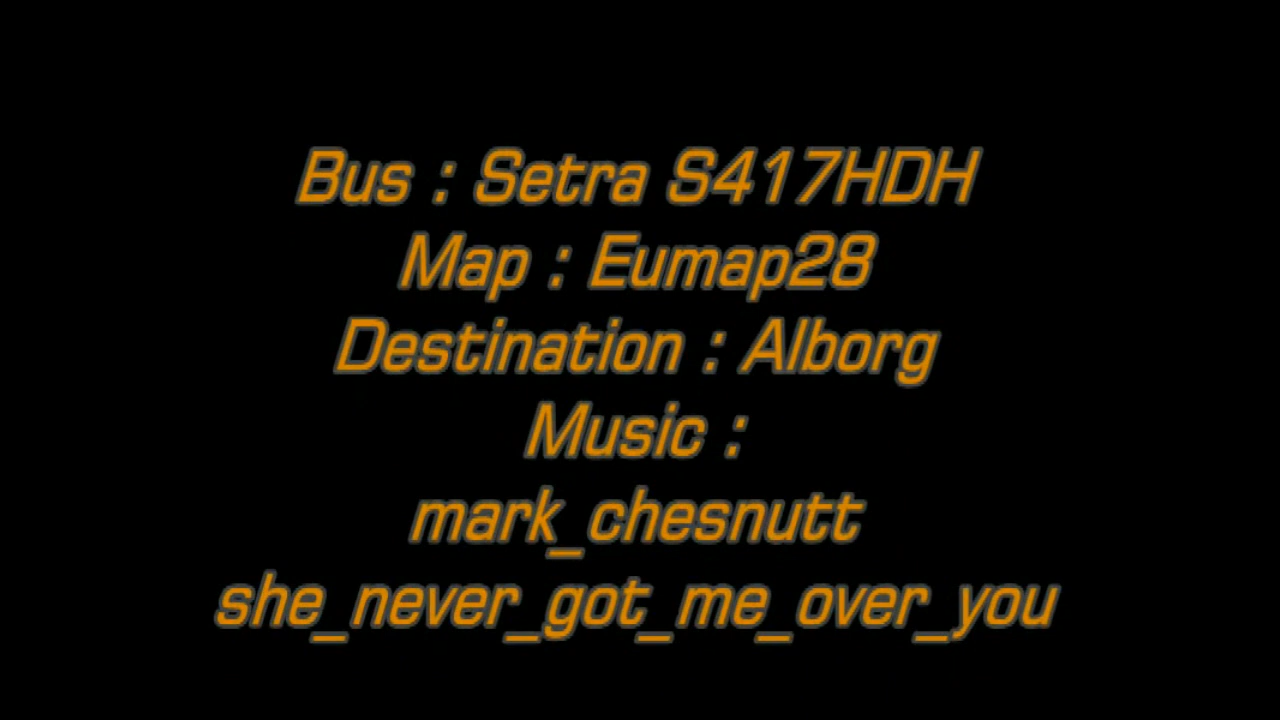 Bus : Setra S417HDH
Map : Eumap28
Destination : Alborg
Music :
mark_chesnutt
she_never_got_me_over_you